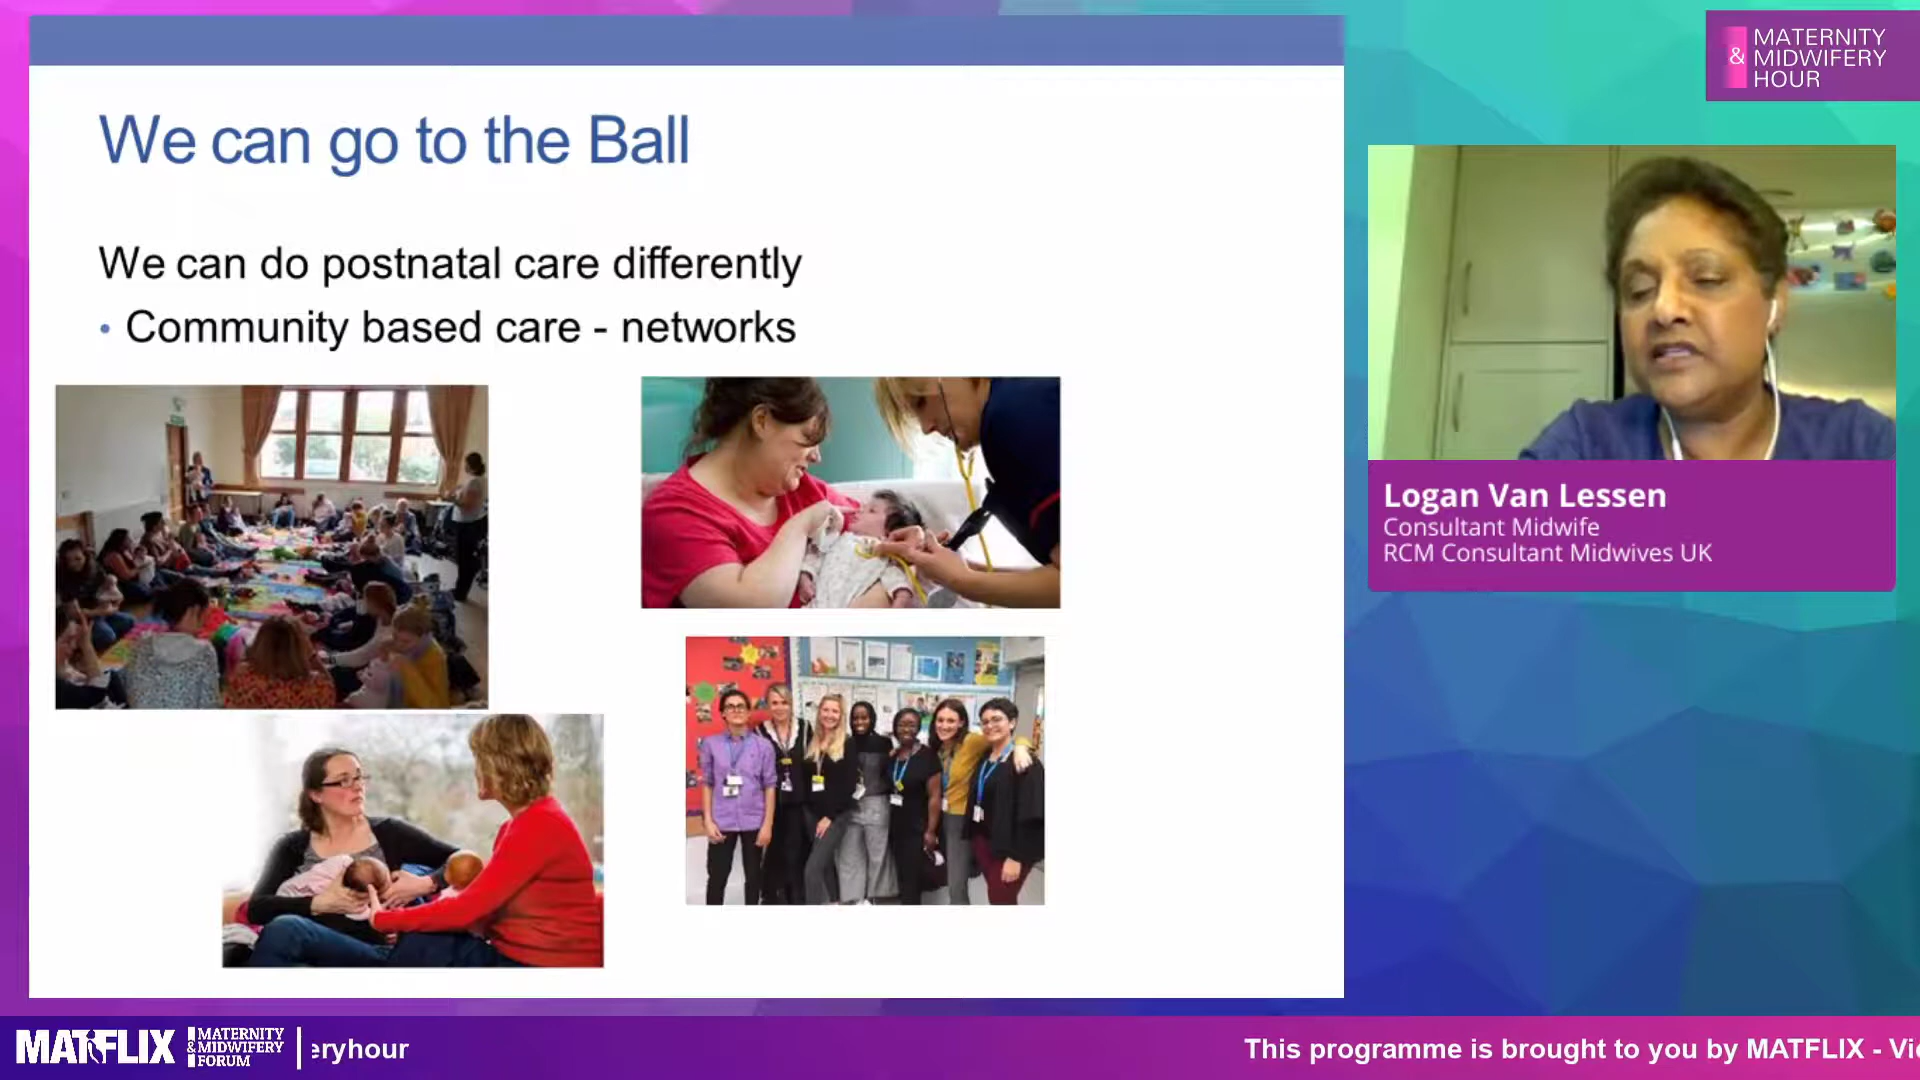 We can go to the Ball
We can do postnatal care differently
• Community based care - networks
MATERNITY
& MIDWIFERY
HOUR
Logan Van Lessen
Consultant Midwife
RCM Consultant Midwives UK
MATFLIX
MATERNITY
& MIDWIFERY
FORUM
eryhour
This programme is brought to you by MATFLIX - Vi